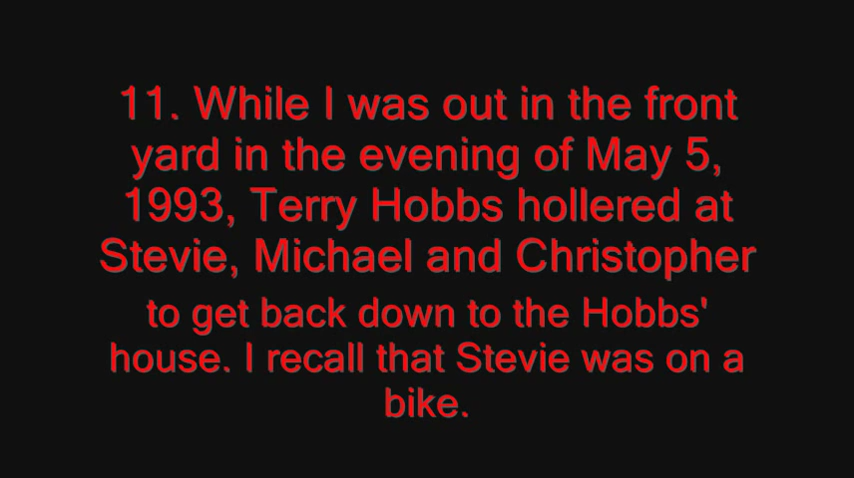 11. While I was out in the front
yard in the evening of May 5,
1993, Terry Hobbs hollered at
Stevie, Michael and Christopher
to get back down to the Hobbs'
house. I recall that Stevie was on a
bike.